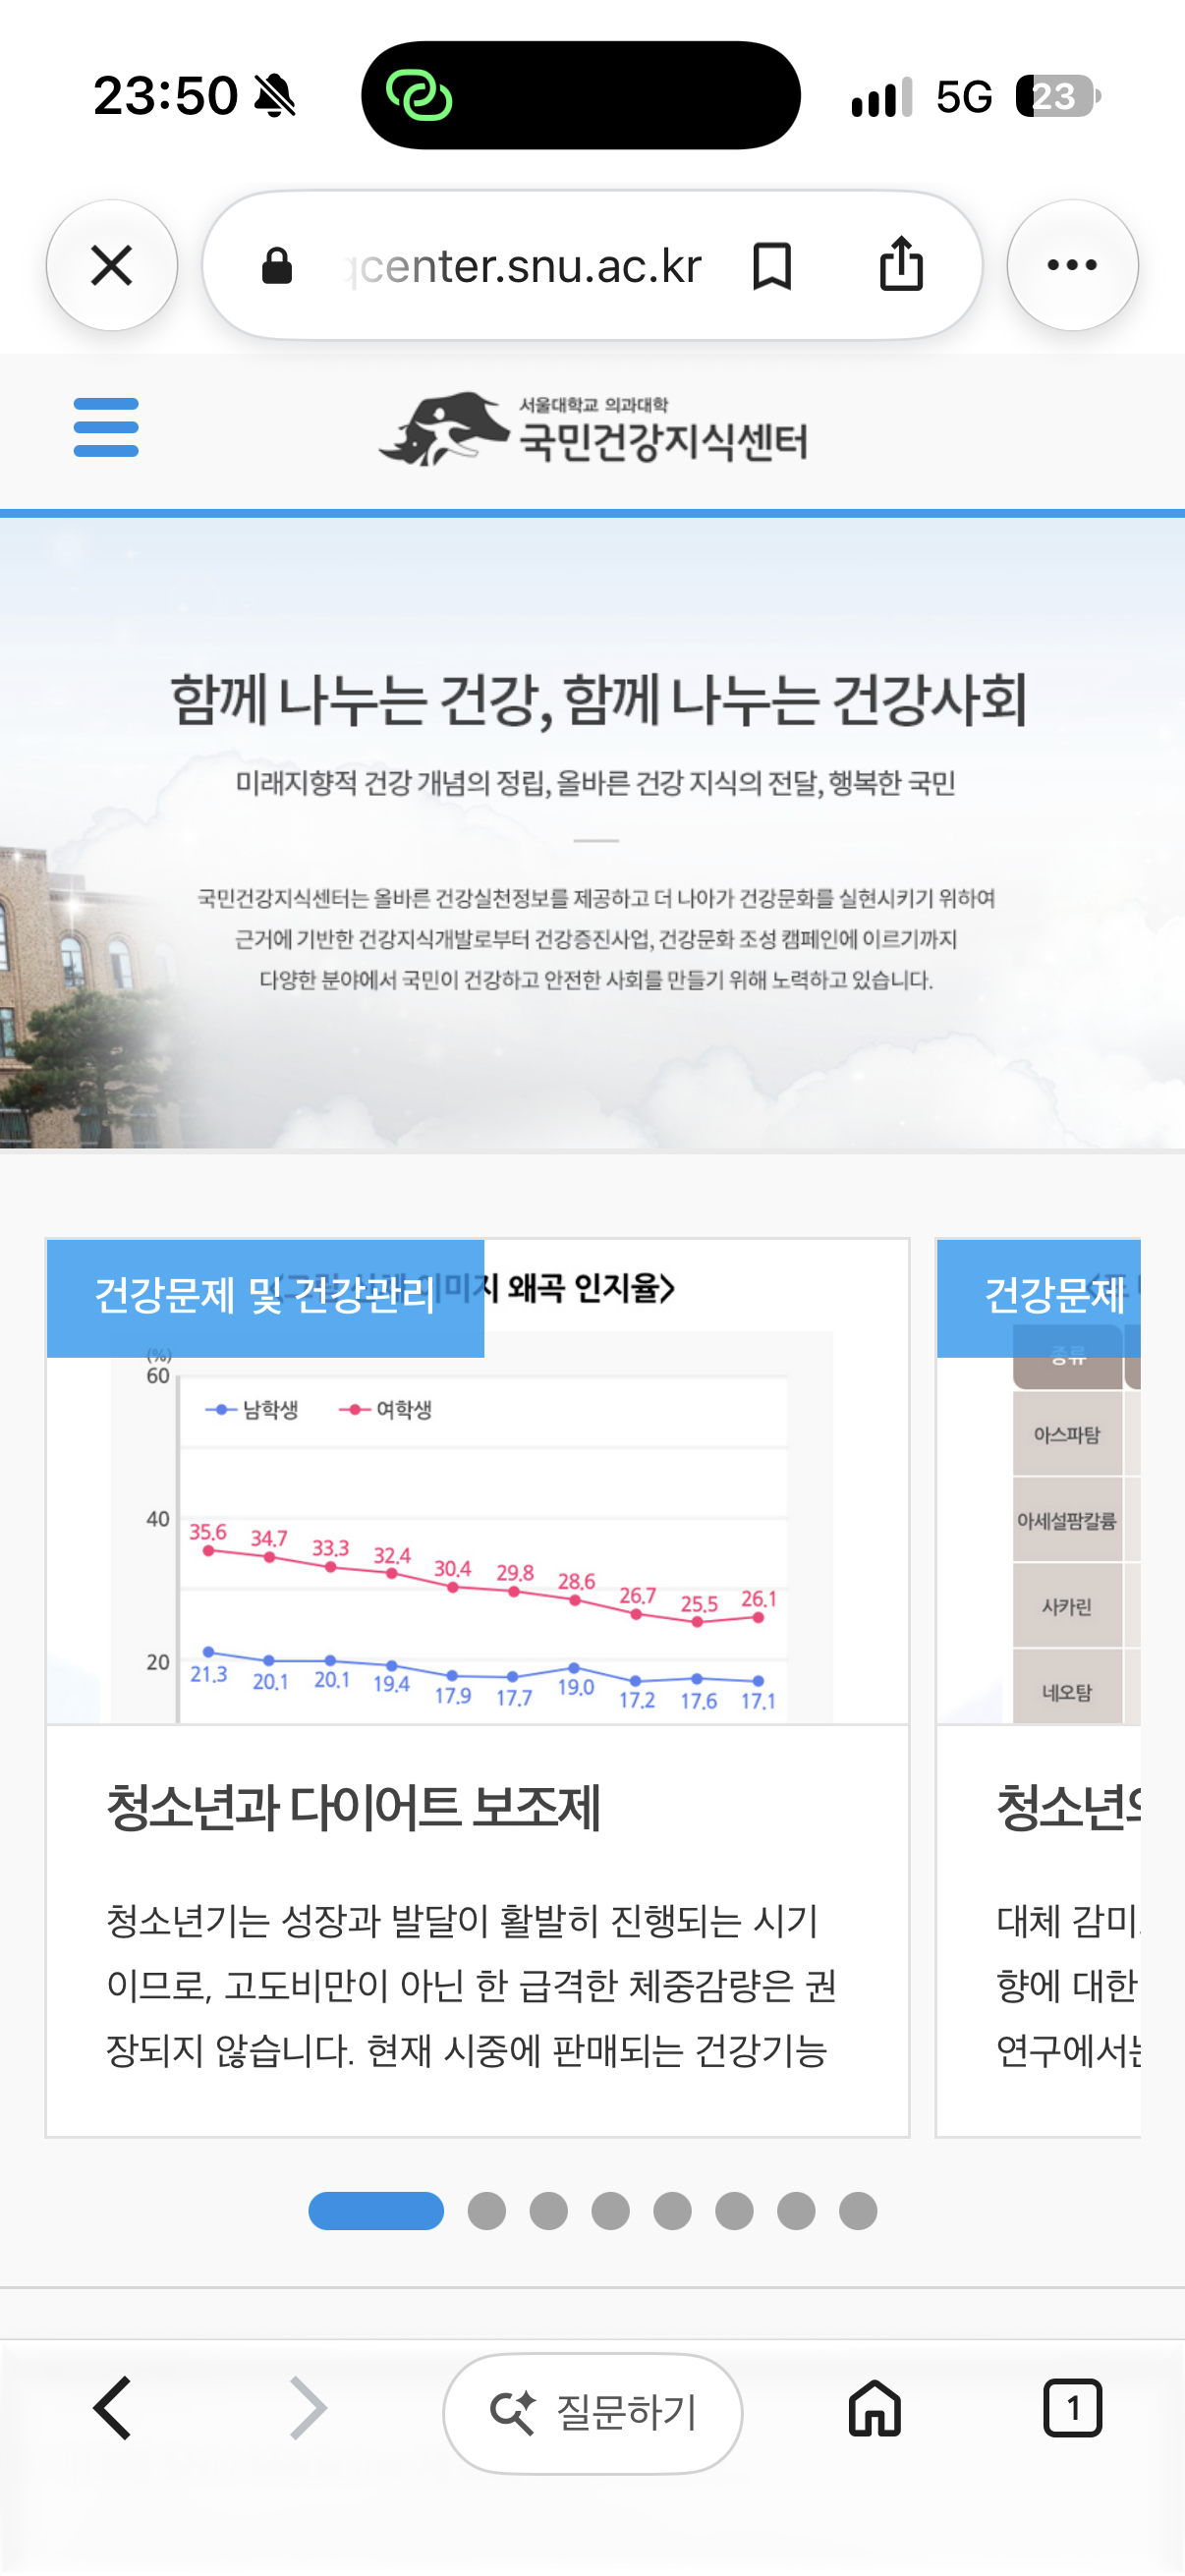 23:50
5G
23
center.snu.ac.kr
서울대학교 의과대학
국민건강지식센터
함께 나누는 건강, 함께 나누는 건강사회
미래지향적 건강 개념의 정립, 올바른 건강 지식의 전달, 행복한 국민
국민건강지식센터는 올바른 건강실천정보를 제공하고 더 나아가 건강문화를 실현시키기 위하여
근거에 기반한 건강지식개발로부터 건강증진사업, 건강문화 조성 캠페인에 이르기까지
다양한 분야에서 국민이 건강하고 안전한 사회를 만들기 위해 노력하고 있습니다.
건강문제 및 건강관리
왜곡 인지율>
(%)
60
남학생 여학생
40
35.6 34.7 33.3 32.4 30.4 29.8 28.6 26.7 25.5 26.1
20
21.3 20.1 20.1 19.4 17.9 17.7 19.0 17.2 17.6 17.1
청소년과 다이어트 보조제
청소년기는 성장과 발달이 활발히 진행되는 시기
이므로, 고도비만이 아닌 한 급격한 체중감량은 권
장되지 않습니다. 현재 시중에 판매되는 건강기능
건강문제
종류
아스파탐
아세설팜칼륨
사카린
네오탐
청소년
대체 감미
향에 대한
연구에서
질문하기
1